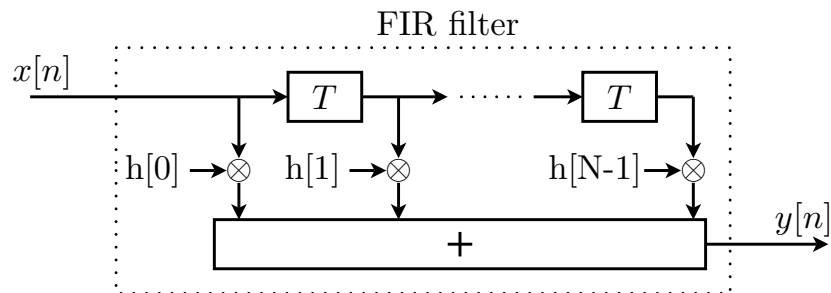 FIR filter
x[n]
T
T
h[0]
h[1]
h[N-1]
+
y[n]